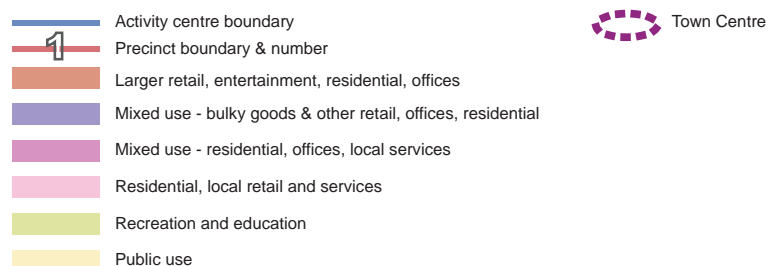 Activity centre boundary
Town Centre
1
Precinct boundary & number
Larger retail, entertainment, residential, offices
Mixed use - bulky goods & other retail, offices, residential
Mixed use - residential, offices, local services
Residential, local retail and services
Recreation and education
Public use